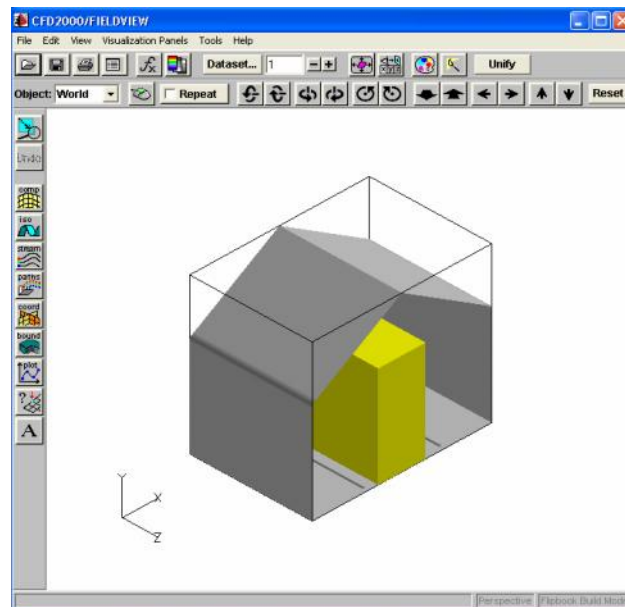 CFD2000/FIELDVIEW
File Edit View Visualization Panels Tools Help
Dataset... 1 Unify
Object: World Repeat Reset
Undo
comp
iso
stream
paths
coord
bound
plot
A
Y
X
Z
Perspective Flipbook Build Mode